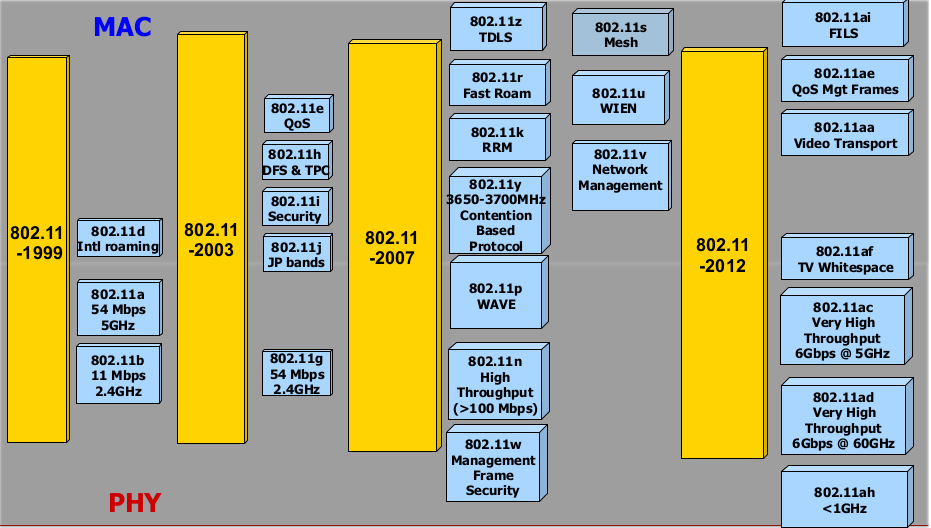 MAC
802.11
-1999
802.11d
Intl roaming
802.11a
54 Mbps
5GHz
802.11b
11 Mbps
2.4GHz
802.11
-2003
802.11e
QoS
802.11h
DFS & TPC
802.11i
Security
802.11j
JP bands
802.11g
54 Mbps
2.4GHz
802.11
-2007
802.11z
TDLS
802.11r
Fast Roam
802.11k
RRM
802.11y
3650-3700MHz
Contention
Based
Protocol
802.11p
WAVE
802.11n
High
Throughput
(>100 Mbps)
802.11w
Management
Frame
Security
802.11s
Mesh
802.11u
WIEN
802.11v
Network
Management
802.11
-2012
802.11ai
FILS
802.11ae
QoS Mgt Frames
802.11aa
Video Transport
802.11af
TV Whitespace
802.11ac
Very High
Throughput
6Gbps @ 5GHz
802.11ad
Very High
Throughput
6Gbps @ 60GHz
802.11ah
<1GHz
PHY